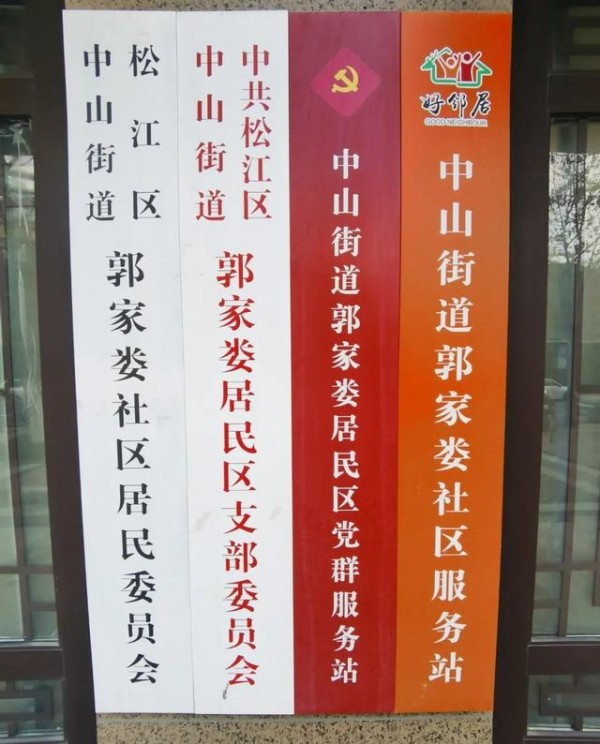 松江区
中山街道
郭家娄社区居民委员会
中共松江区
中山街道
郭家娄居民区支部委员会
中山街道郭家娄居民区党群服务站
好邻居
GOOD NEIGHBOUR
中山街道郭家娄社区服务站